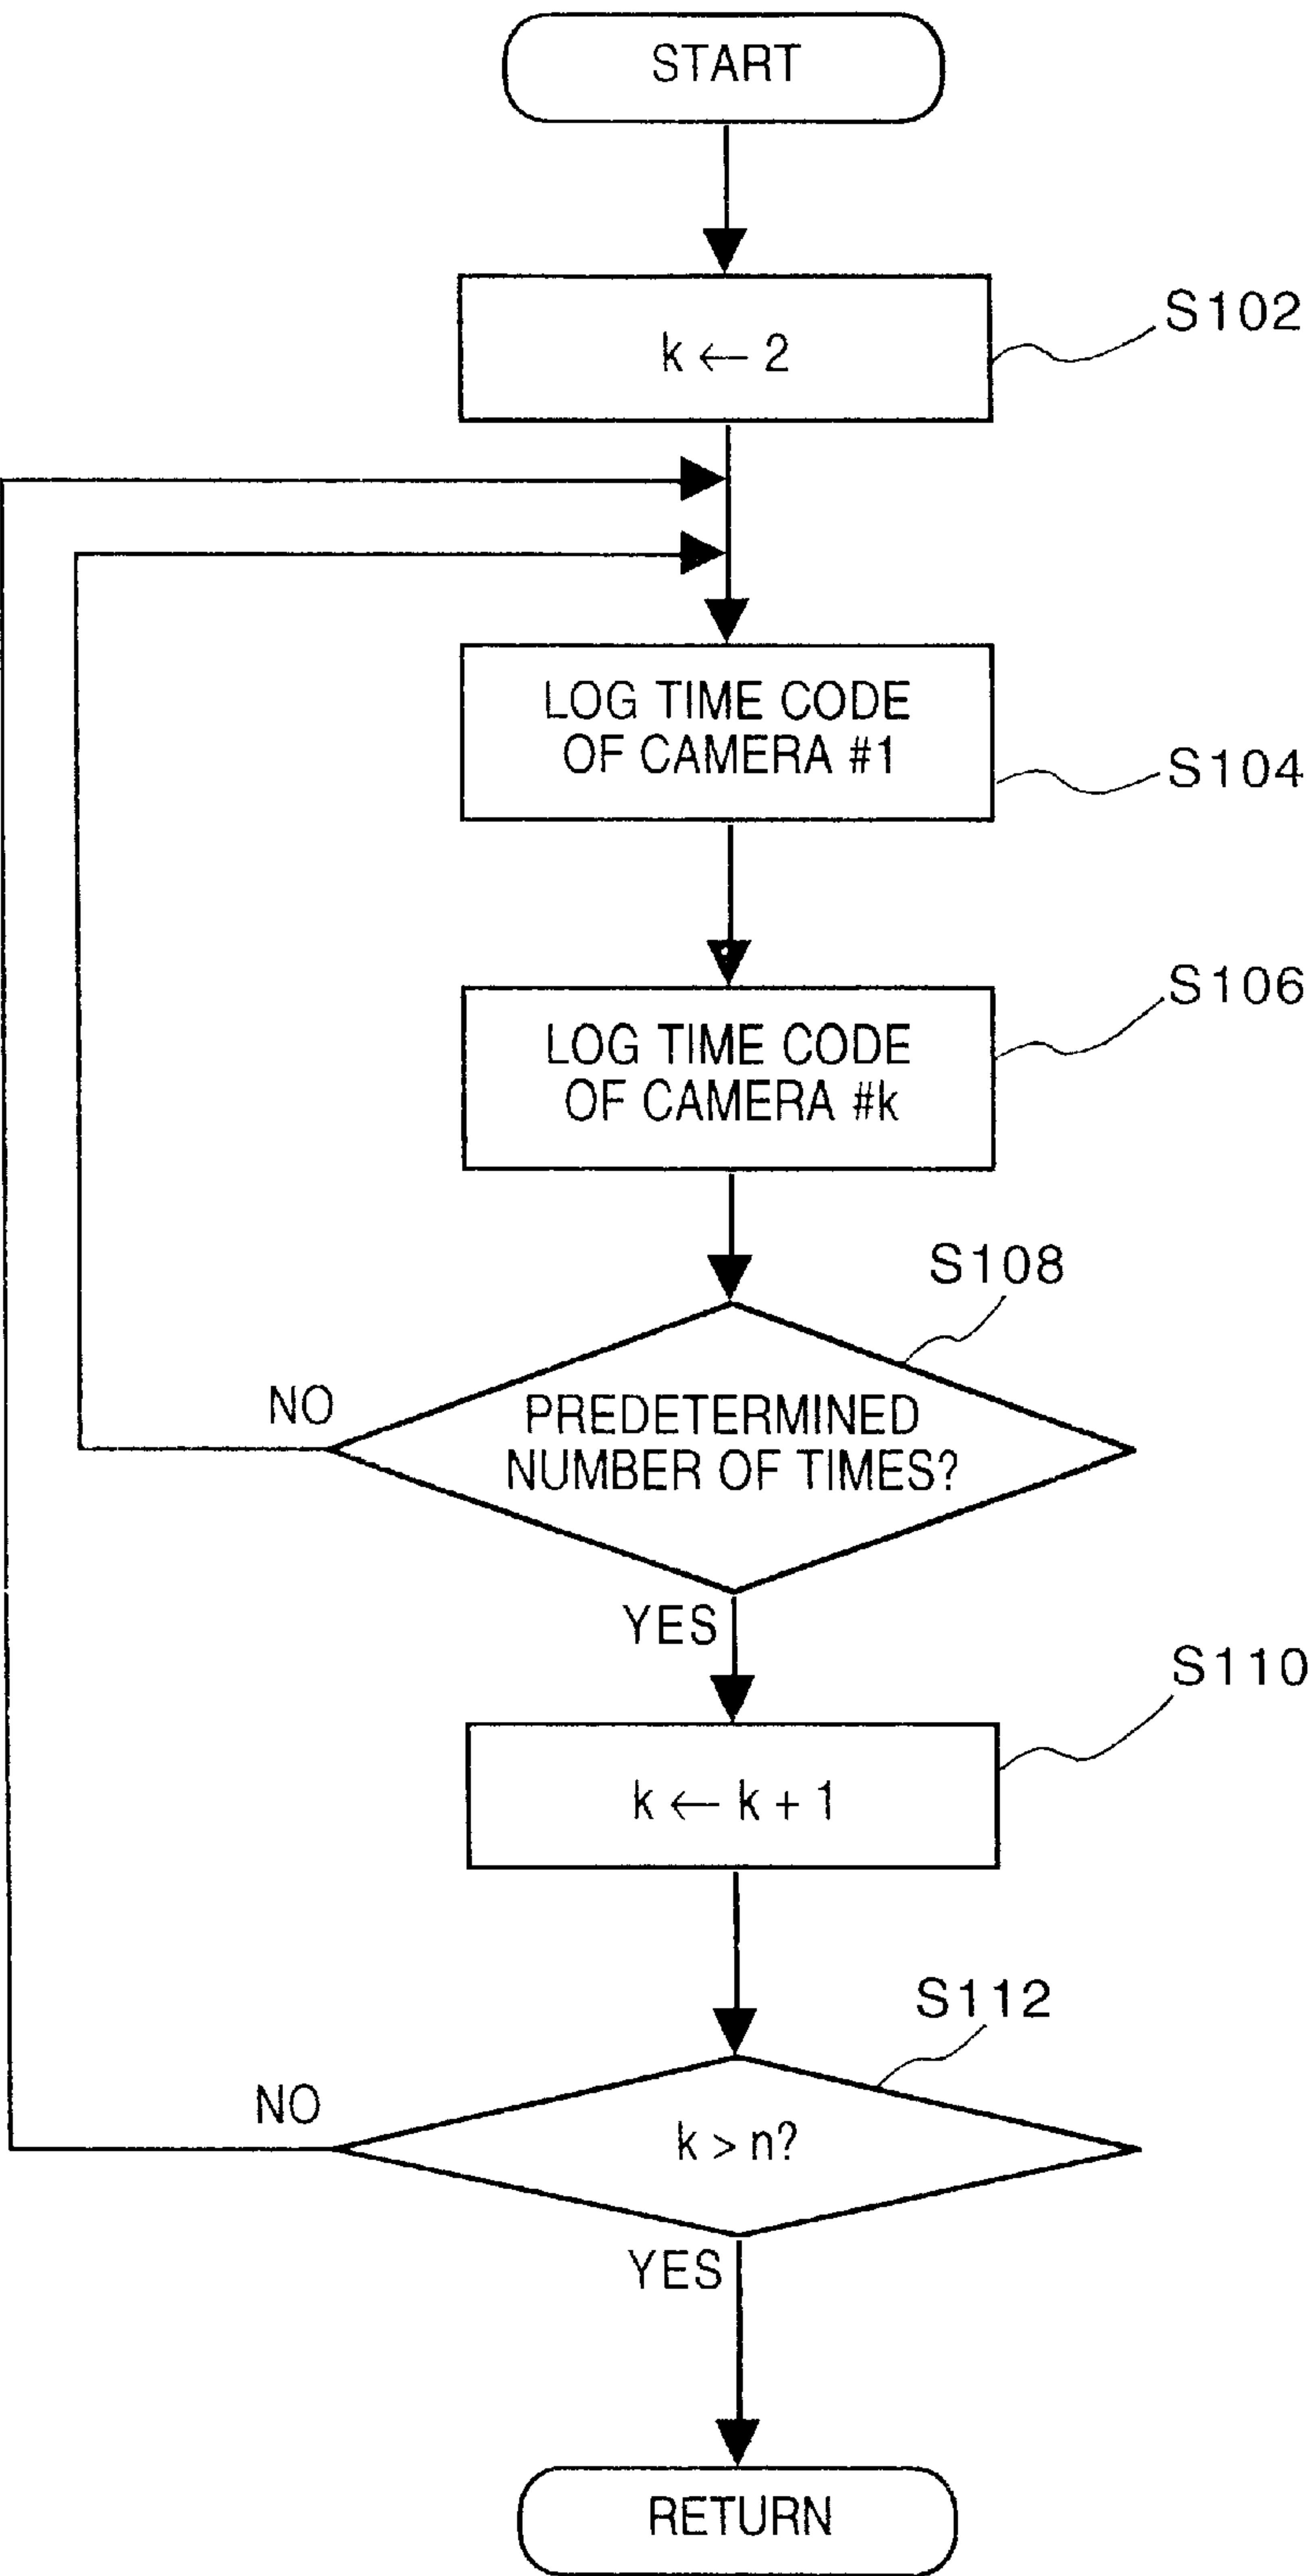 START
k ← 2
S102
LOG TIME CODE
OF CAMERA #1
S104
LOG TIME CODE
OF CAMERA #k
S106
S108
PREDETERMINED
NUMBER OF TIMES?
NO
YES
k ← k + 1
S110
S112
k > n?
NO
YES
RETURN